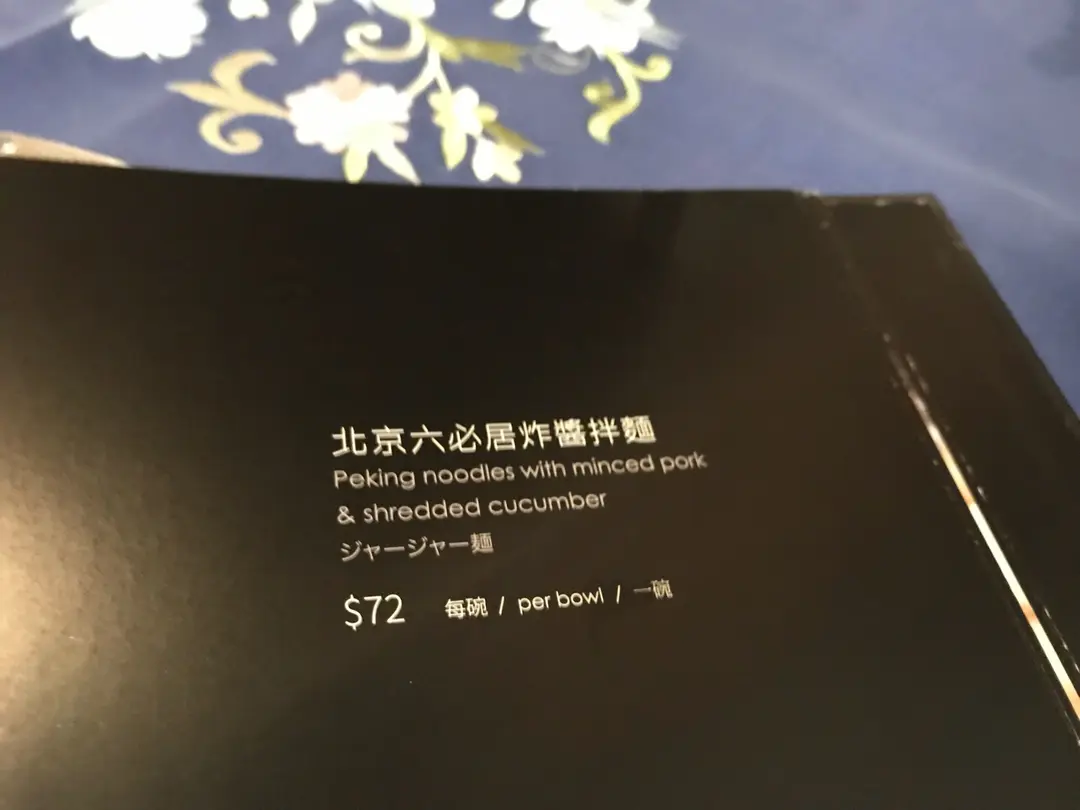 北京六必居炸醬拌麵
Peking noodles with minced pork
& shredded cucumber
ジャージャー麺
$72 每碗 / per bowl / 一碗